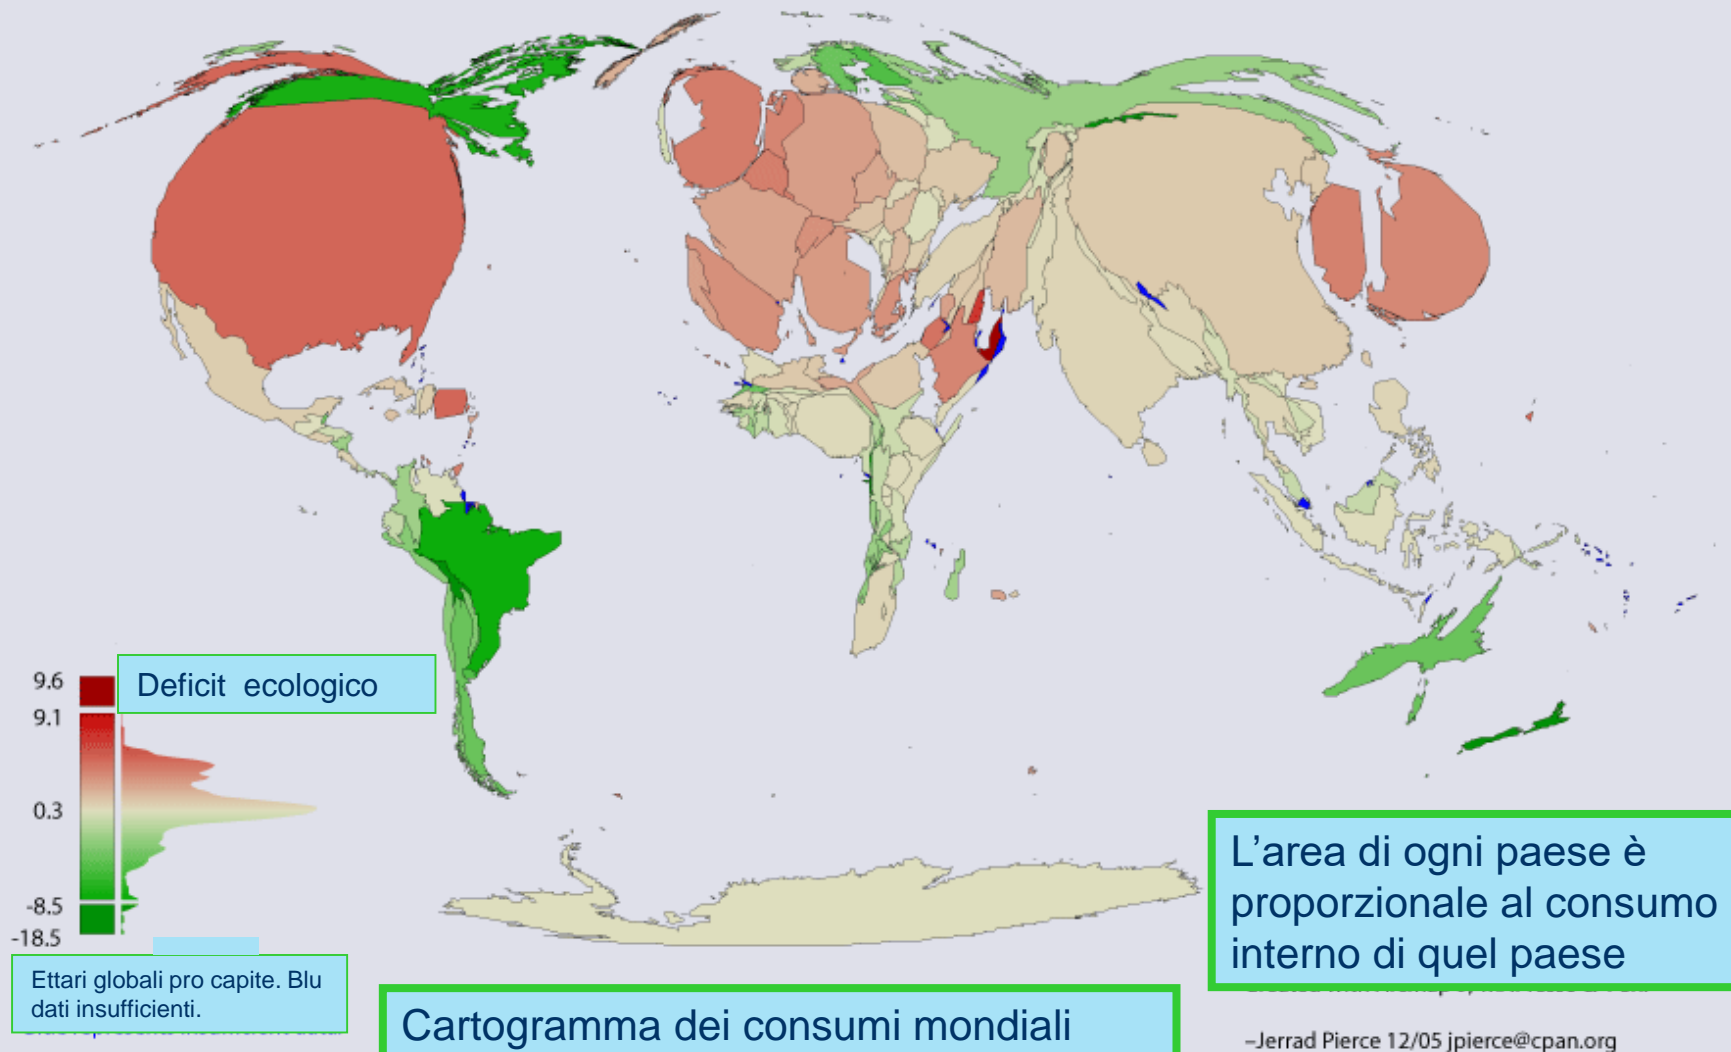 Deficit  ecologico
9.6
9.1
0.3
-8.5
-18.5
Ettari globali pro capite. Blu
dati insufficienti.
L’area di ogni paese è
proporzionale al consumo
interno di quel paese
Cartogramma dei consumi mondiali
–Jerrad Pierce 12/05 jpierce@cpan.org